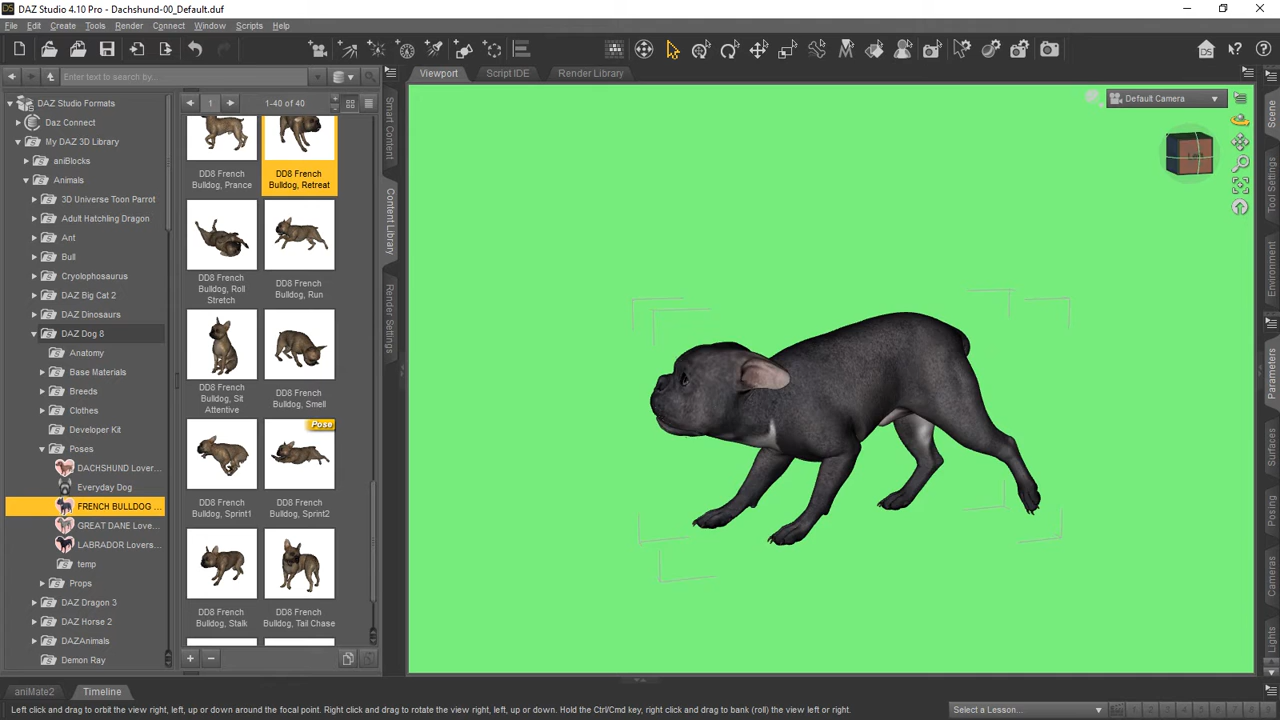 DAZ Studio 4.10 Pro - Dachshund-00_Default.duf
File Edit Create Tools Render Connect Window Scripts Help
Enter text to search by...
Viewport Script IDE Render Library
DAZ Studio Formats
Daz Connect
My DAZ 3D Library
aniBlocks
Animals
3D Universe Toon Parrot
Adult Hatchling Dragon
Ant
Bull
Cryolophosaurus
DAZ Big Cat 2
DAZ Dinosaurs
DAZ Dog 8
Anatomy
Base Materials
Breeds
Clothes
Developer Kit
Poses
DACHSHUND Lover...
Everyday Dog
FRENCH BULLDOG ...
GREAT DANE Love...
LABRADOR Lovers...
temp
Props
DAZ Dragon 3
DAZ Horse 2
DAZAnimals
Demon Ray
1 1-40 of 40
DD8 French Bulldog, Prance
DD8 French Bulldog, Retreat
DD8 French Bulldog, Roll Stretch
DD8 French Bulldog, Run
DD8 French Bulldog, Sit Attentive
DD8 French Bulldog, Smell
Pose
DD8 French Bulldog, Sprint1
DD8 French Bulldog, Sprint2
DD8 French Bulldog, Stalk
DD8 French Bulldog, Tail Chase
Smart Content
Content Library
Render Settings
Default Camera
Scene
Tool Settings
Environment
Parameters
Surfaces
Posing
Cameras
Lights
aniMate2 Timeline
Left click and drag to orbit the view right, left, up or down around the focal point. Right click and drag to rotate the view right, left, up or down. Hold the Ctrl/Cmd key, right click and drag to bank (roll) the view left or right.
Select a Lesson...
1 2 3 4 5 6 7 8 9